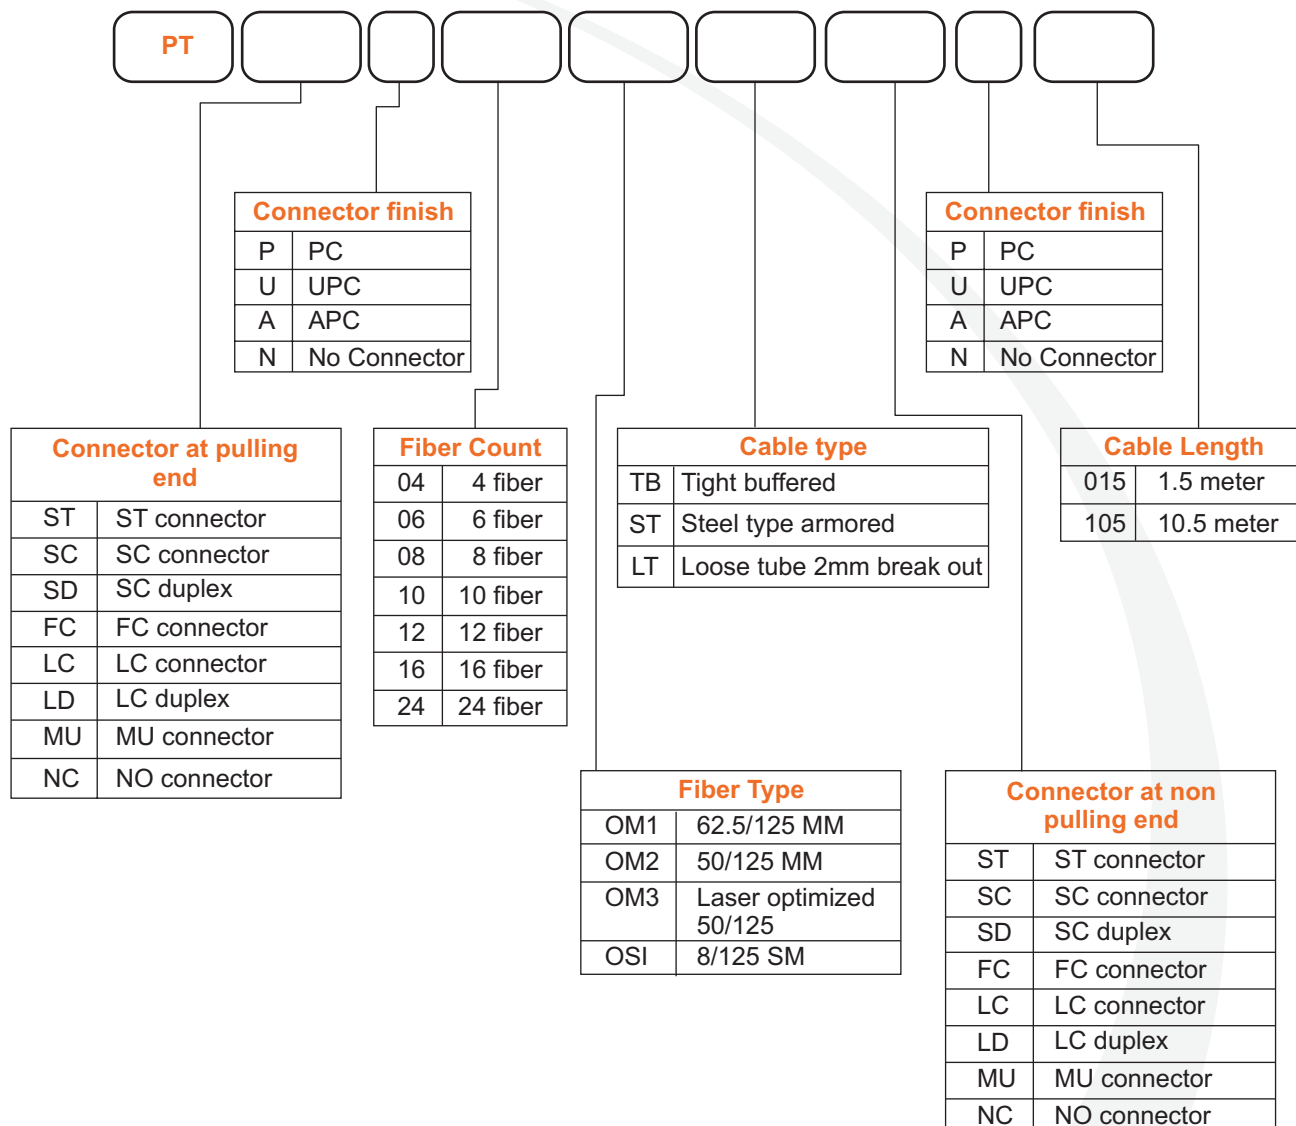 PT
Connector finish
P PC
U UPC
A APC
N No Connector
Connector finish
P PC
U UPC
A APC
N No Connector
Connector at pulling
end
ST ST connector
SC SC connector
SD SC duplex
FC FC connector
LC LC connector
LD LC duplex
MU MU connector
NC NO connector
Fiber Count
04 4 fiber
06 6 fiber
08 8 fiber
10 10 fiber
12 12 fiber
16 16 fiber
24 24 fiber
Cable type
TB Tight buffered
ST Steel type armored
LT Loose tube 2mm break out
Cable Length
015 1.5 meter
105 10.5 meter
Fiber Type
OM1 62.5/125 MM
OM2 50/125 MM
OM3 Laser optimized
50/125
OSI 8/125 SM
Connector at non
pulling end
ST ST connector
SC SC connector
SD SC duplex
FC FC connector
LC LC connector
LD LC duplex
MU MU connector
NC NO connector